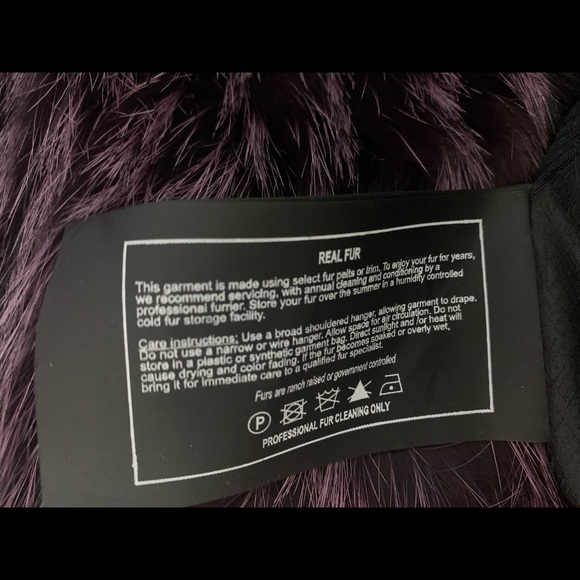 REAL FUR
This garment is made using select fur pelts or trim. To enjoy your fur for years,
we recommend servicing, with annual cleaning and conditioning by a
professional furrier. Store your fur over the summer in a humidity controlled
cold fur storage facility.
Care instructions: Use a broad shouldered hanger, allowing garment to drape.
Do not use a narrow or wire hanger. Allow space for air circulation. Do not
store in a plastic or synthetic garment bag. Direct sunlight and /or heat will
cause drying and color fading. If the fur becomes soaked or overly wet,
bring it for immediate care to a qualified fur specialist.
Furs are ranch raised or government controlled
P
PROFESSIONAL FUR CLEANING ONLY